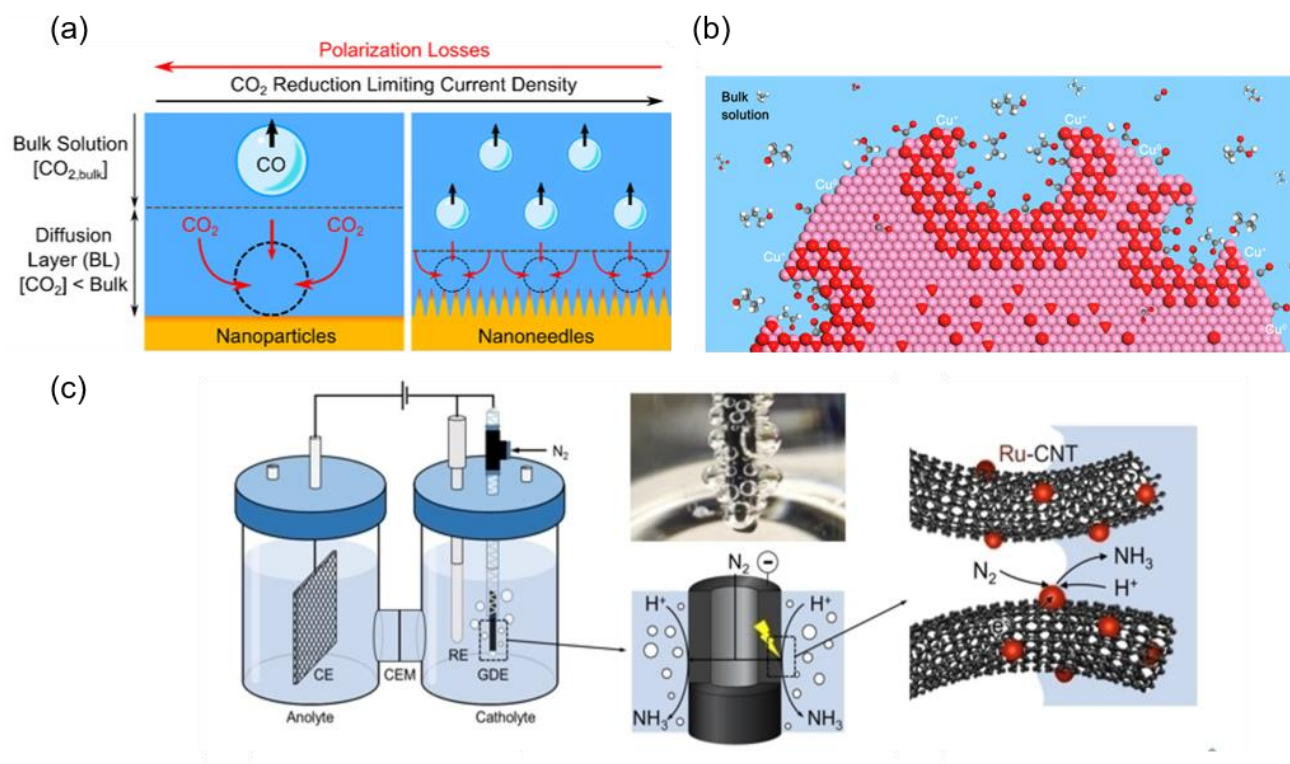 (a)
Polarization Losses
CO₂ Reduction Limiting Current Density
Bulk Solution
[CO₂,bulk]
CO
Diffusion
Layer (BL)
[CO₂] < Bulk
CO₂
CO₂
Nanoparticles
Nanoneedles
(b)
Bulk
solution
Cu⁺
Cu⁺
Cu⁰
Cu⁰
Cu⁺
Cu⁺
Cu⁰
(c)
N₂
CE
CEM
RE
GDE
Anolyte
Catholyte
N₂
−
H⁺
H⁺
NH₃
NH₃
Ru-CNT
N₂
NH₃
H⁺
e⁻